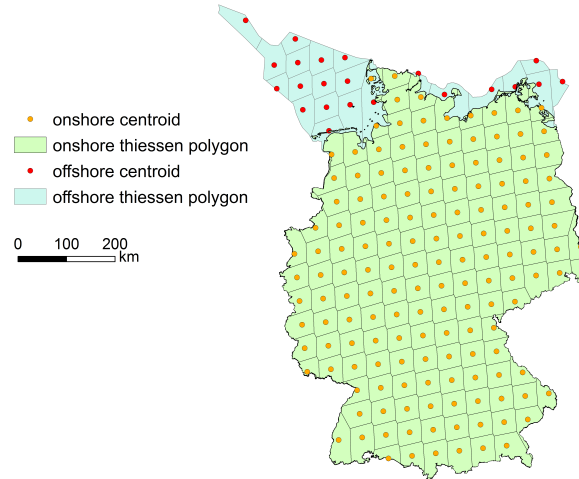 onshore centroid
onshore thiessen polygon
offshore centroid
offshore thiessen polygon
0 100 200
km